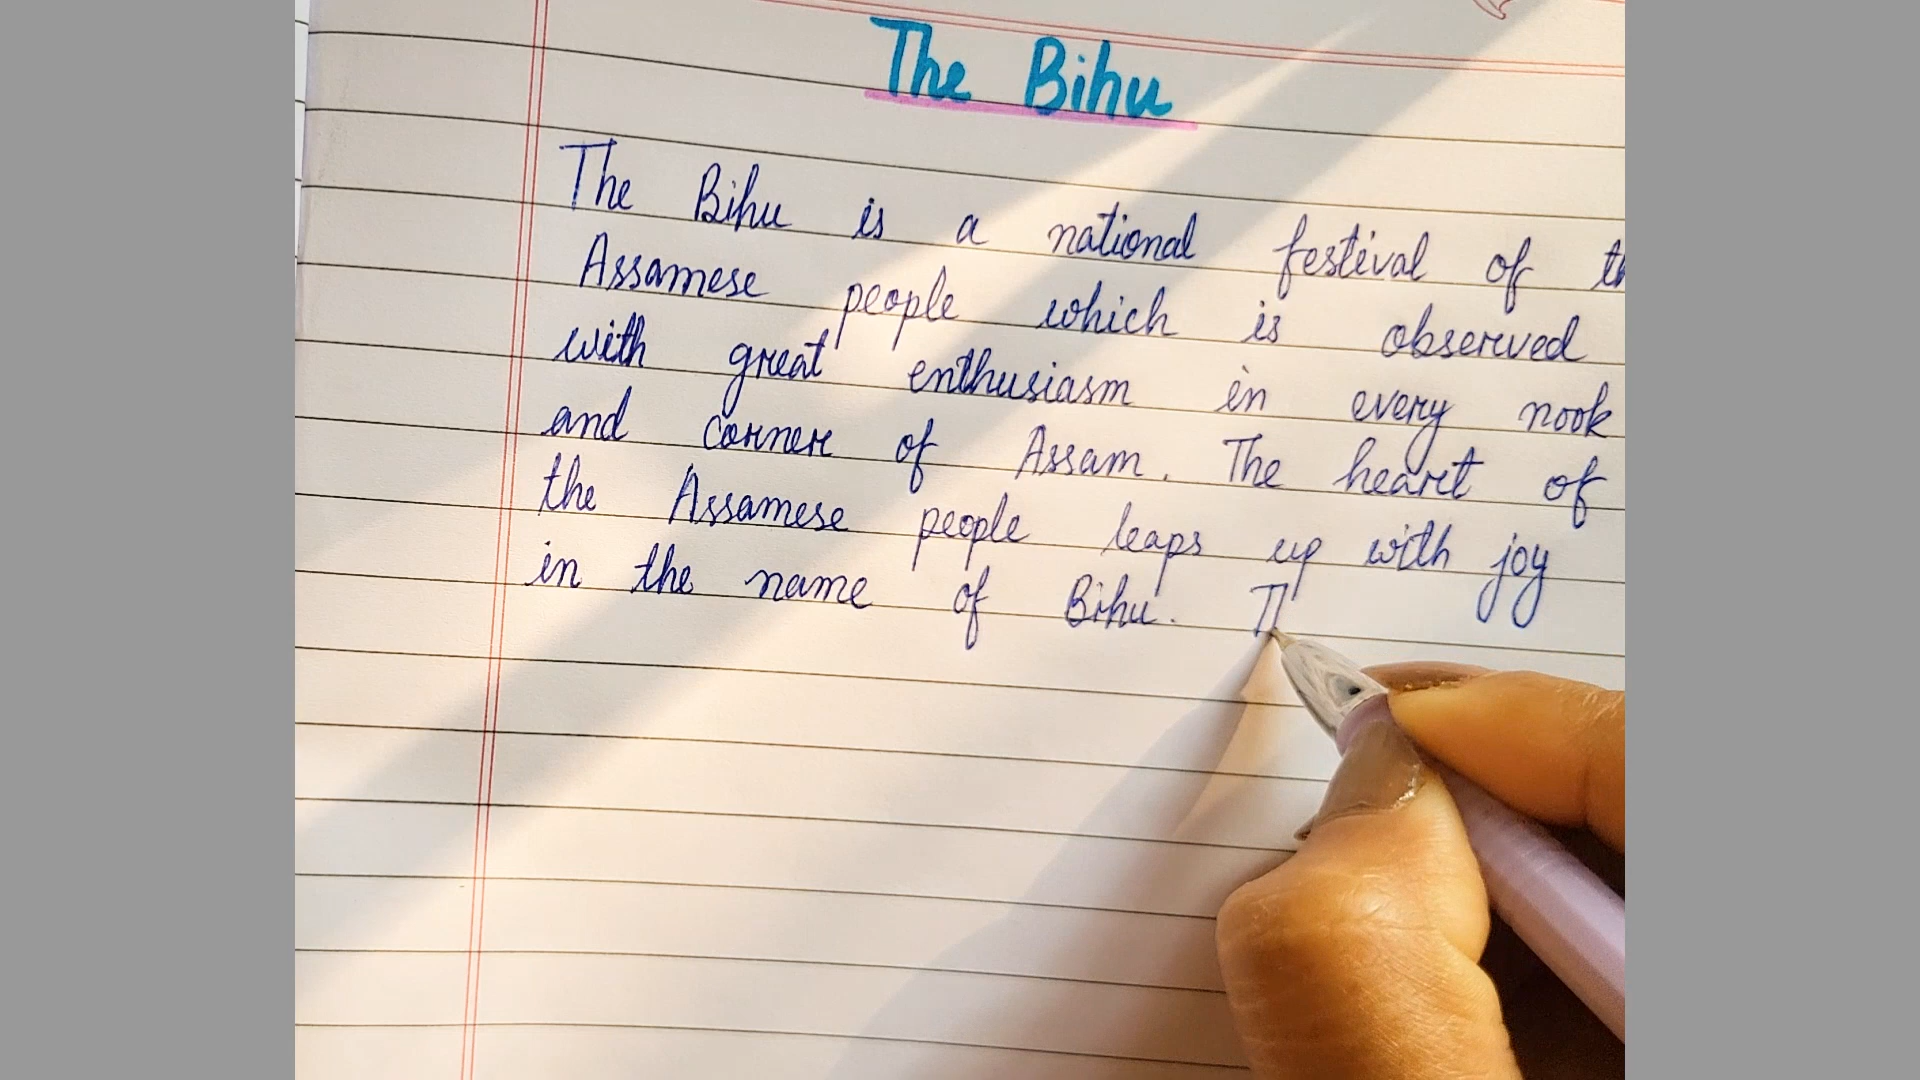 The Bihu
The Bihu is a national festival of th
Assamese people which is observed
with great enthusiasm in every nook
and corner of Assam. The heart of
the Assamese people leaps up with joy
in the name of Bihu.